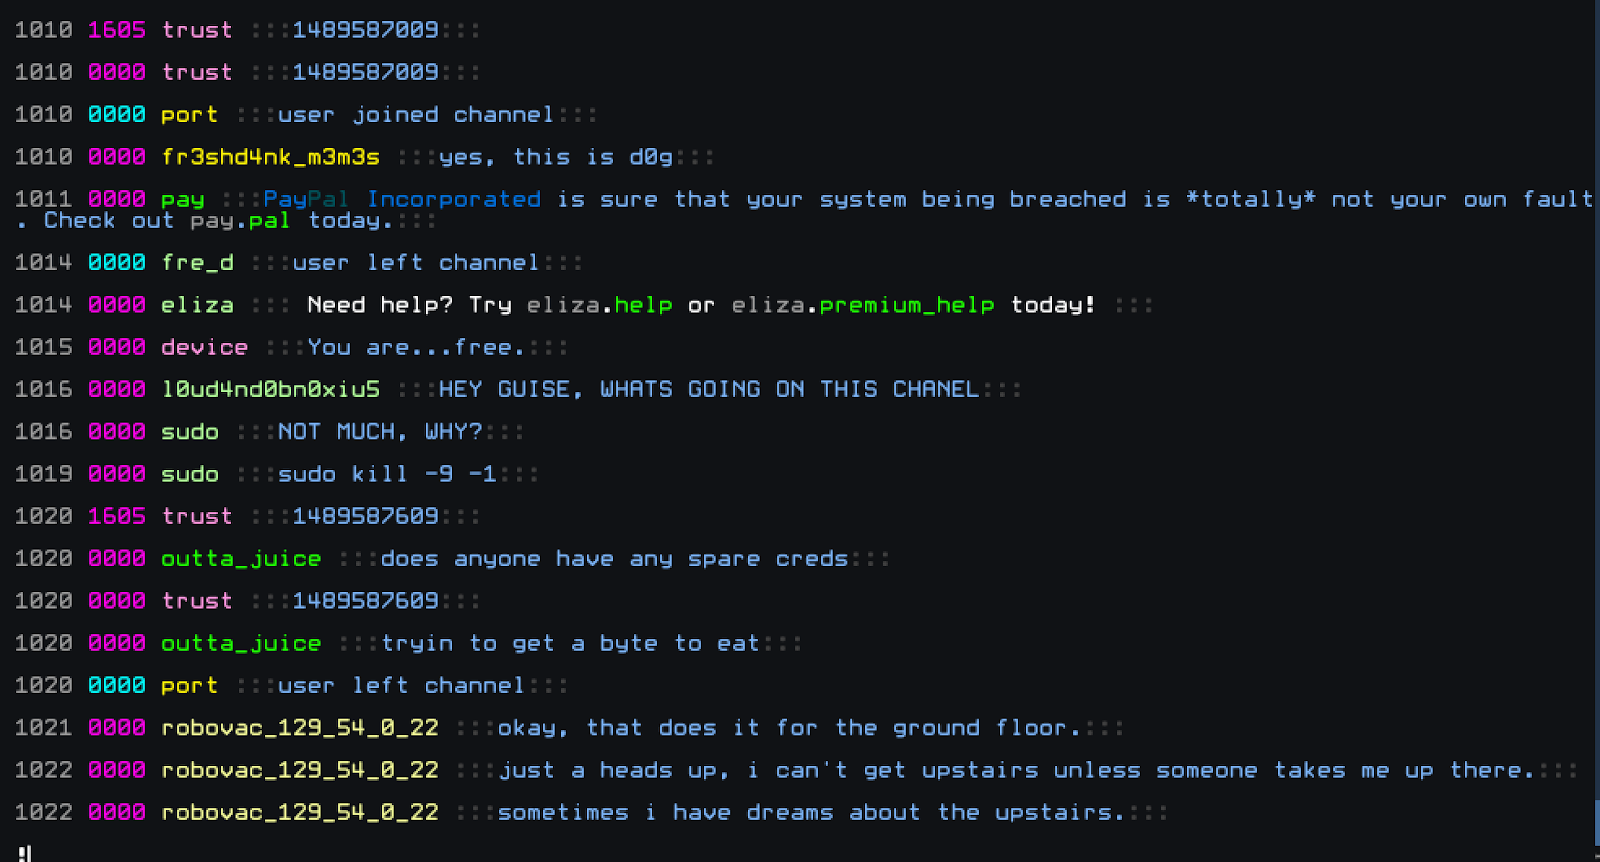 1010 1605 trust :::1489587009:::
1010 0000 trust :::1489587009:::
1010 0000 port :::user joined channel:::
1010 0000 fr3shd4nk_m3m3s :::yes, this is d0g:::
1011 0000 pay :::PayPal Incorporated is sure that your system being breached is *totally* not your own fault
. Check out pay.pal today.:::
1014 0000 fre_d :::user left channel:::
1014 0000 eliza ::: Need help? Try eliza.help or eliza.premium_help today! :::
1015 0000 device :::You are...free.:::
1016 0000 l0ud4nd0bn0xiu5 :::HEY GUISE, WHATS GOING ON THIS CHANEL:::
1016 0000 sudo :::NOT MUCH, WHY?:::
1019 0000 sudo :::sudo kill -9 -1:::
1020 1605 trust :::1489587609:::
1020 0000 outta_juice :::does anyone have any spare creds:::
1020 0000 trust :::1489587609:::
1020 0000 outta_juice :::tryin to get a byte to eat:::
1020 0000 port :::user left channel:::
1021 0000 robovac_129_54_0_22 :::okay, that does it for the ground floor.:::
1022 0000 robovac_129_54_0_22 :::just a heads up, i can't get upstairs unless someone takes me up there.:::
1022 0000 robovac_129_54_0_22 :::sometimes i have dreams about the upstairs.:::